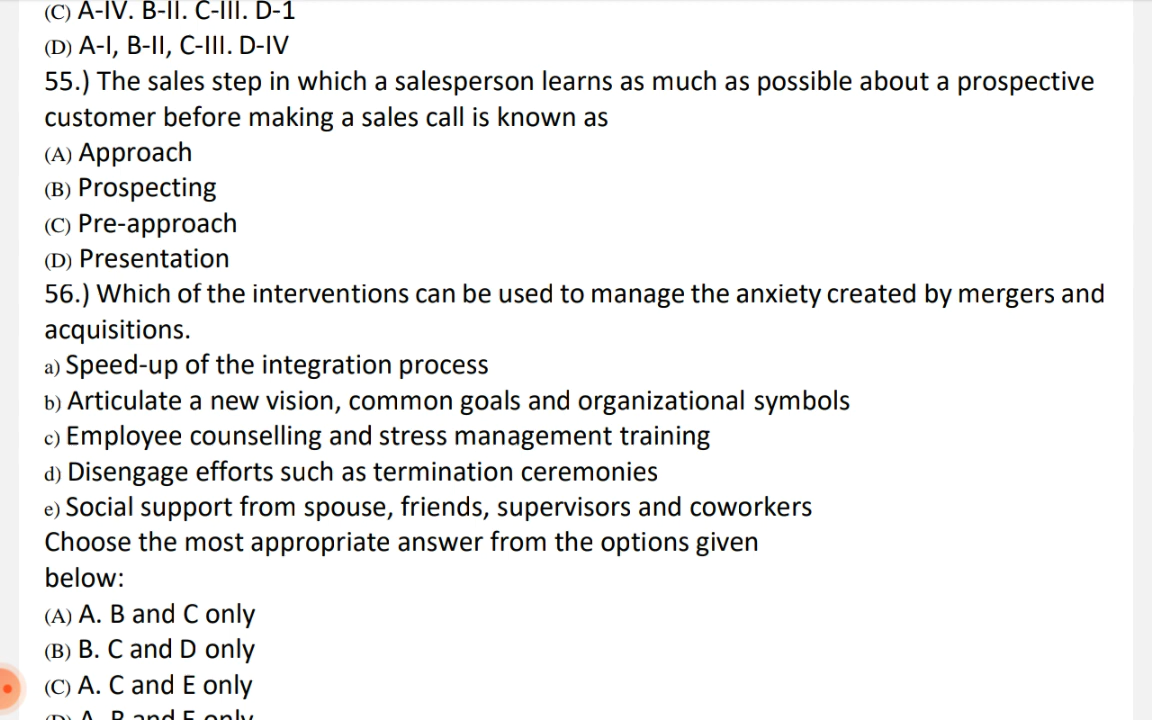 (C) A-IV. B-II. C-III. D-1
(D) A-I, B-II, C-III. D-IV
55.) The sales step in which a salesperson learns as much as possible about a prospective
customer before making a sales call is known as
(A) Approach
(B) Prospecting
(C) Pre-approach
(D) Presentation
56.) Which of the interventions can be used to manage the anxiety created by mergers and
acquisitions.
a) Speed-up of the integration process
b) Articulate a new vision, common goals and organizational symbols
c) Employee counselling and stress management training
d) Disengage efforts such as termination ceremonies
e) Social support from spouse, friends, supervisors and coworkers
Choose the most appropriate answer from the options given
below:
(A) A. B and C only
(B) B. C and D only
(C) A. C and E only
(D) A. B and E only